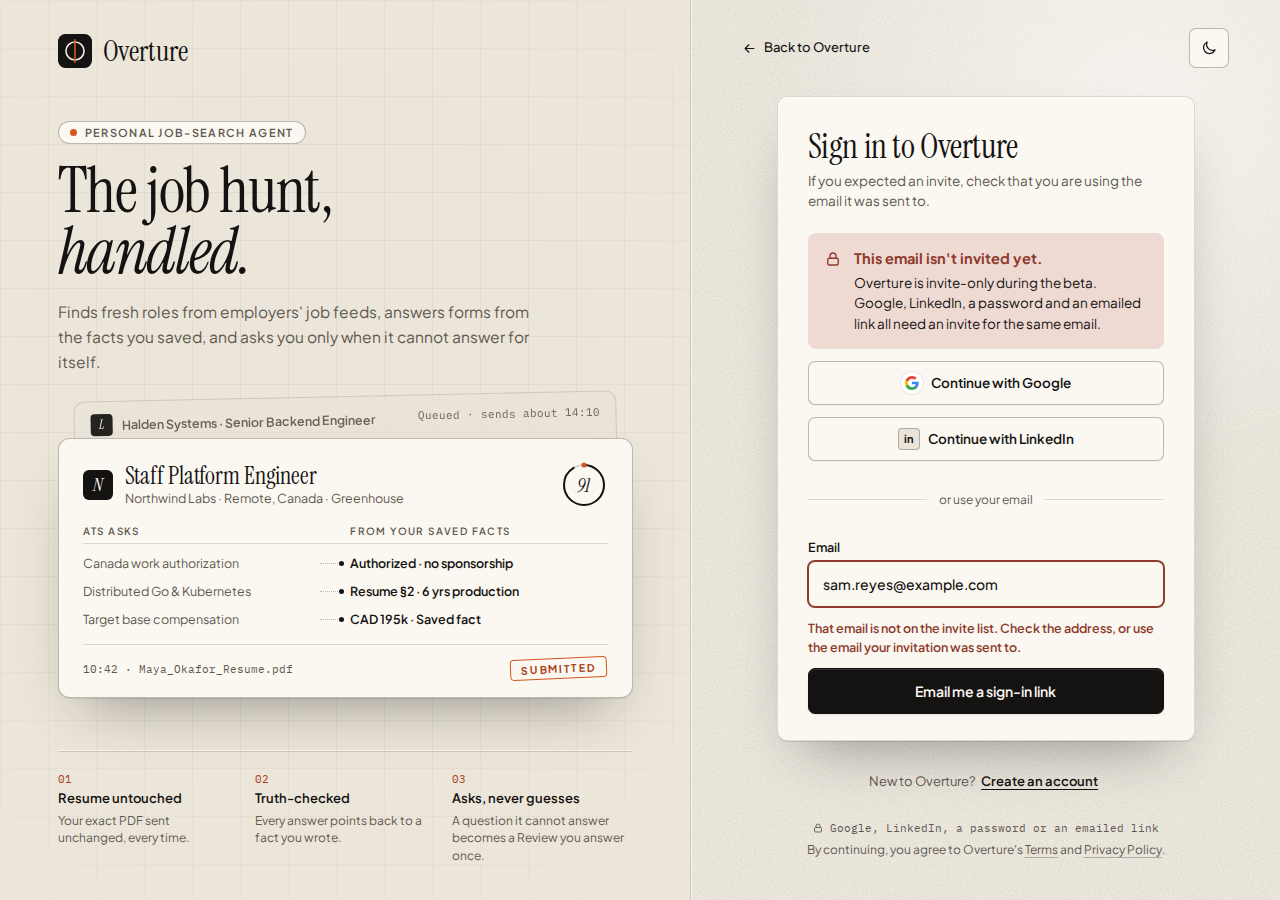 Overture
PERSONAL JOB-SEARCH AGENT
The job hunt,
handled.
Finds fresh roles from employers' job feeds, answers forms from
the facts you saved, and asks you only when it cannot answer for
itself.
L Halden Systems · Senior Backend Engineer Queued · sends about 14:10
N Staff Platform Engineer
Northwind Labs · Remote, Canada · Greenhouse
91
ATS ASKS FROM YOUR SAVED FACTS
Canada work authorization Authorized · no sponsorship
Distributed Go & Kubernetes Resume §2 · 6 yrs production
Target base compensation CAD 195k · Saved fact
10:42 · Maya_Okafor_Resume.pdf SUBMITTED
01
Resume untouched
Your exact PDF sent
unchanged, every time.
02
Truth-checked
Every answer points back to a
fact you wrote.
03
Asks, never guesses
A question it cannot answer
becomes a Review you answer
once.
← Back to Overture
Sign in to Overture
If you expected an invite, check that you are using the
email it was sent to.
This email isn't invited yet.
Overture is invite-only during the beta.
Google, LinkedIn, a password and an emailed
link all need an invite for the same email.
Continue with Google
in Continue with LinkedIn
or use your email
Email
sam.reyes@example.com
That email is not on the invite list. Check the address, or use
the email your invitation was sent to.
Email me a sign-in link
New to Overture? Create an account
Google, LinkedIn, a password or an emailed link
By continuing, you agree to Overture's Terms and Privacy Policy.